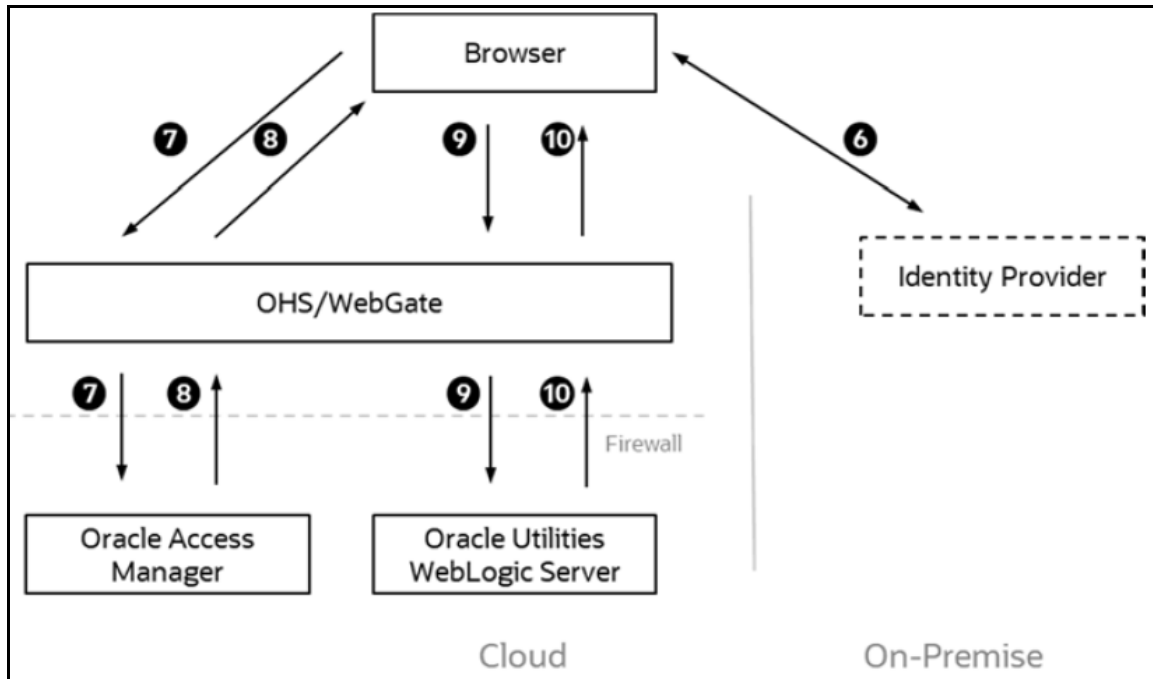 Browser
7
8
9
10
6
Identity Provider
OHS/WebGate
7
8
9
10
Firewall
Oracle Access
Manager
Oracle Utilities
WebLogic Server
Cloud
On-Premise